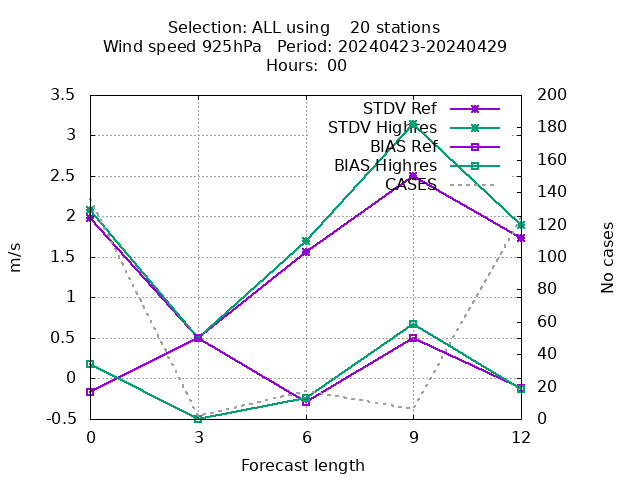 Selection: ALL using    20 stations
Wind speed 925hPa   Period: 20240423-20240429
Hours:  00
3.5
3
2.5
2
1.5
1
0.5
0
-0.5
m/s
200
180
160
140
120
100
80
60
40
20
0
No cases
STDV Ref
STDV Highres
BIAS Ref
BIAS Highres
CASES
0
3
6
9
12
Forecast length